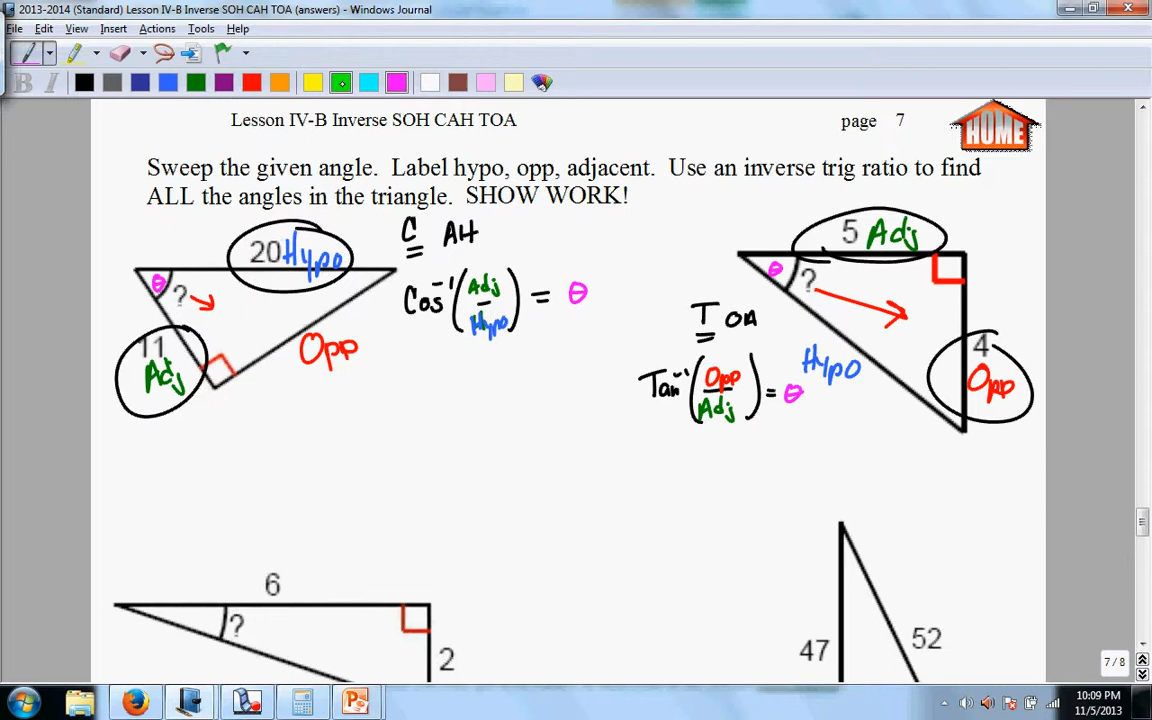 2013-2014 (Standard) Lesson IV-B Inverse SOH CAH TOA (answers) - Windows Journal
File Edit View Insert Actions Tools Help
B I
Lesson IV-B Inverse SOH CAH TOA page 7
HOME
Sweep the given angle. Label hypo, opp, adjacent. Use an inverse trig ratio to find
ALL the angles in the triangle. SHOW WORK!
20 Hypo
θ ?
11
Adj
Opp
C AH
Cos⁻¹(Adj/Hypo) = θ
5 Adj
θ ?
4
Opp
Hypo
T OA
Tan⁻¹(Opp/Adj) = θ
6
?
2
47
52
7 / 8
10:09 PM
11/5/2013